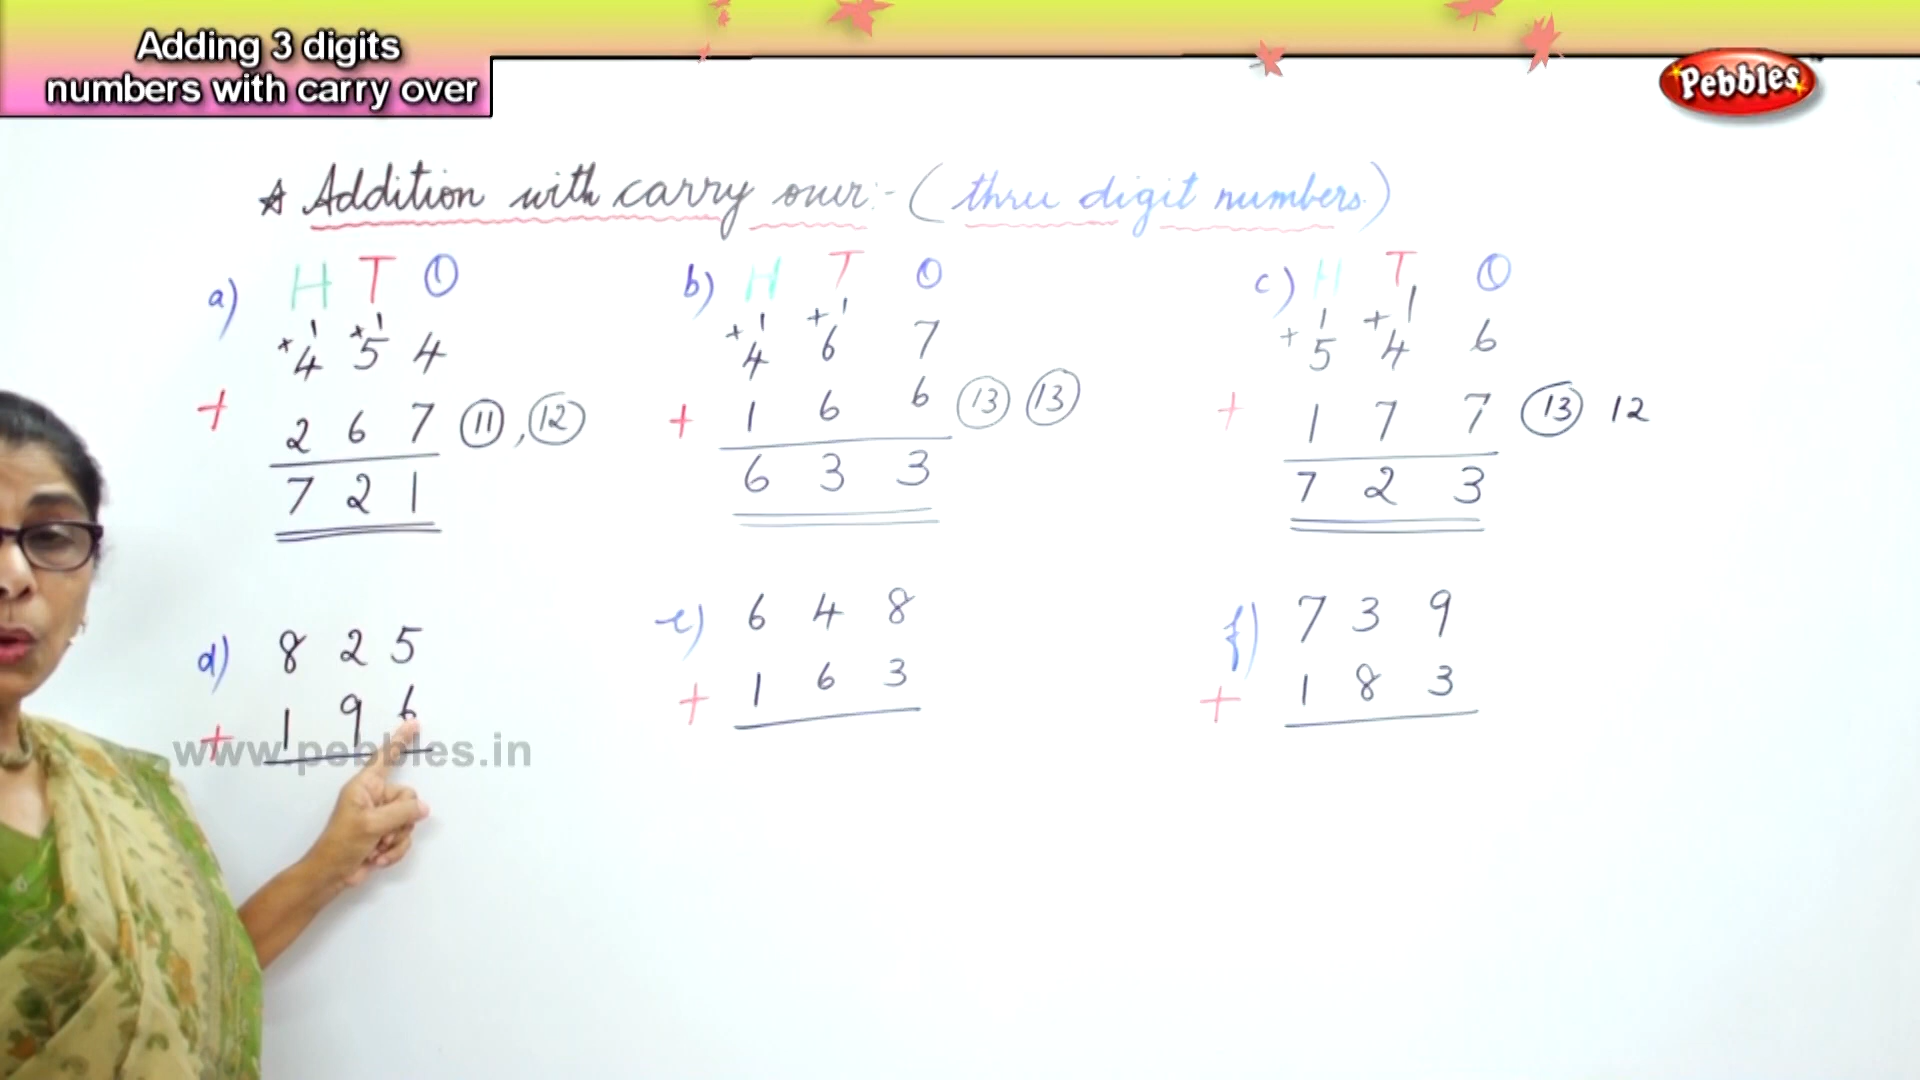 Adding 3 digits
numbers with carry over
Pebbles
☆ Addition with carry over:- (three digit numbers.)
a) H T O
+1 +1
4 5 4
+ 2 6 7 (11), (12)
7 2 1
b) H T O
+1 +1
4 6 7
+ 1 6 6 (13) (13)
6 3 3
c) H T O
+1 +1
5 4 6
+ 1 7 7 (13) 12
7 2 3
d) 8 2 5
+ 1 9 6
e) 6 4 8
+ 1 6 3
f) 7 3 9
+ 1 8 3
www.pebbles.in